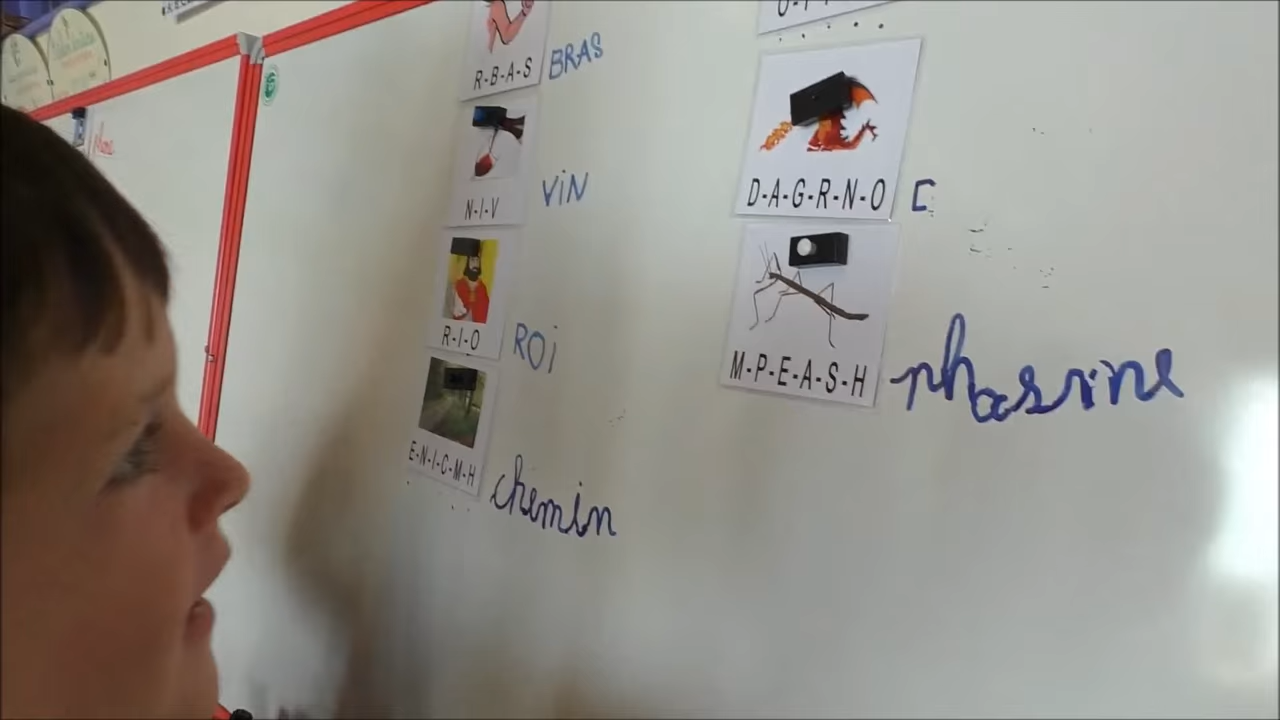 R-B-A-S BRAS
N-I-V ViN
R-I-O ROi
E-N-I-C-M-H chemin
D-A-G-R-N-O
M-P-E-A-S-H phasme